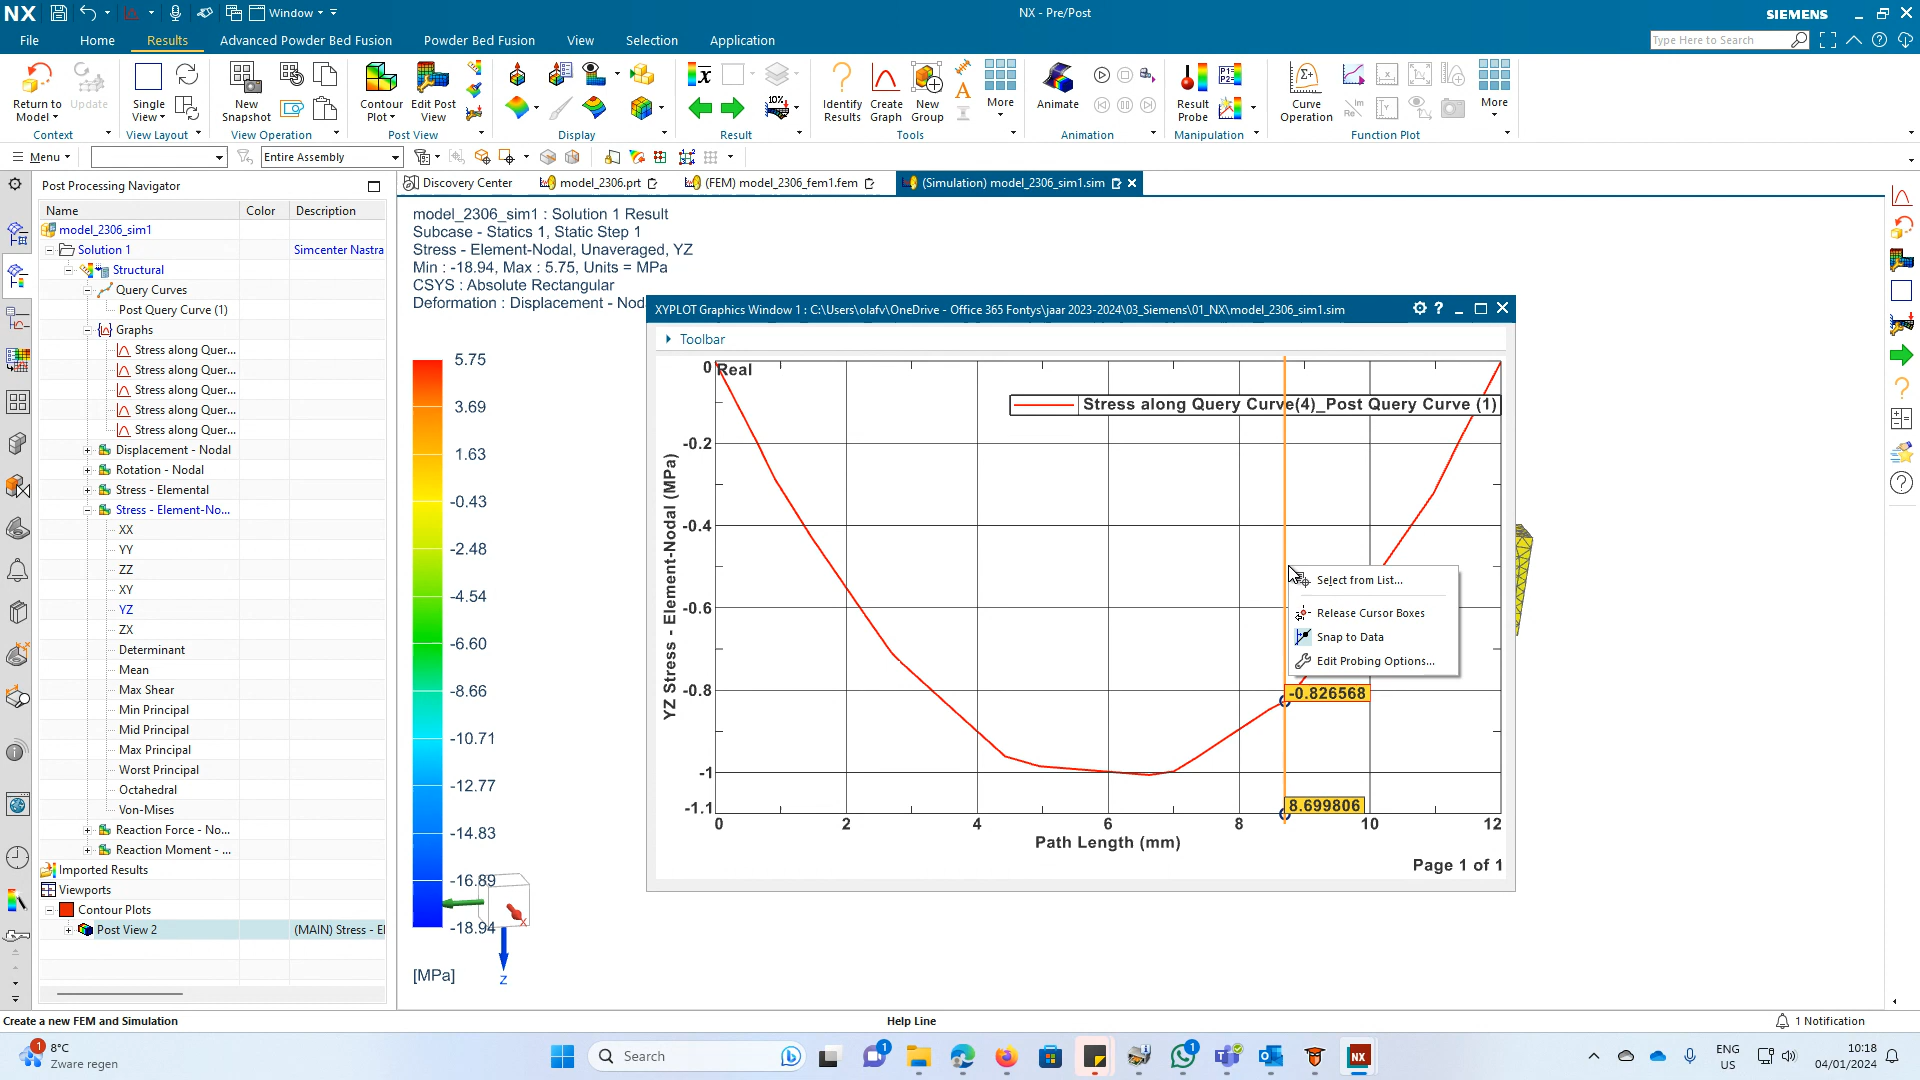 NX
Window
NX - Pre/Post
SIEMENS
File
Home
Results
Advanced Powder Bed Fusion
Powder Bed Fusion
View
Selection
Application
Type Here to Search
Return to Model
Update
Single View
New Snapshot
Contour Plot
Edit Post View
10%
Identify Results
Create Graph
New Group
More
Animate
Result Probe
Curve Operation
More
Context
View Layout
View Operation
Post View
Display
Result
Tools
Animation
Manipulation
Function Plot
Menu
Entire Assembly
Post Processing Navigator
Discovery Center
model_2306.prt
(FEM) model_2306_fem1.fem
(Simulation) model_2306_sim1.sim
Name
Color
Description
model_2306_sim1
Solution 1
Simcenter Nastra
Structural
Query Curves
Post Query Curve (1)
Graphs
Stress along Quer...
Stress along Quer...
Stress along Quer...
Stress along Quer...
Stress along Quer...
Displacement - Nodal
Rotation - Nodal
Stress - Elemental
Stress - Element-No...
XX
YY
ZZ
XY
YZ
ZX
Determinant
Mean
Max Shear
Min Principal
Mid Principal
Max Principal
Worst Principal
Octahedral
Von-Mises
Reaction Force - No...
Reaction Moment - ...
Imported Results
Viewports
Contour Plots
Post View 2
(MAIN) Stress - El
model_2306_sim1 : Solution 1 Result
Subcase - Statics 1, Static Step 1
Stress - Element-Nodal, Unaveraged, YZ
Min : -18.94, Max : 5.75, Units = MPa
CSYS : Absolute Rectangular
Deformation : Displacement - Nod
5.75
3.69
1.63
-0.43
-2.48
-4.54
-6.60
-8.66
-10.71
-12.77
-14.83
-16.89
-18.94
[MPa]
X
Z
XYPLOT Graphics Window 1 : C:\Users\olafv\OneDrive - Office 365 Fontys\jaar 2023-2024\03_Siemens\01_NX\model_2306_sim1.sim
Toolbar
0
Real
Stress along Query Curve(4)_Post Query Curve (1)
-0.2
-0.4
-0.6
-0.8
-1
-1.1
YZ Stress - Element-Nodal (MPa)
Select from List...
Release Cursor Boxes
Snap to Data
Edit Probing Options...
-0.826568
8.699806
0
2
4
6
8
10
12
Path Length (mm)
Page 1 of 1
Create a new FEM and Simulation
Help Line
1 Notification
1
8°C
Zware regen
Search
1
1
NX
ENG
US
10:18
04/01/2024